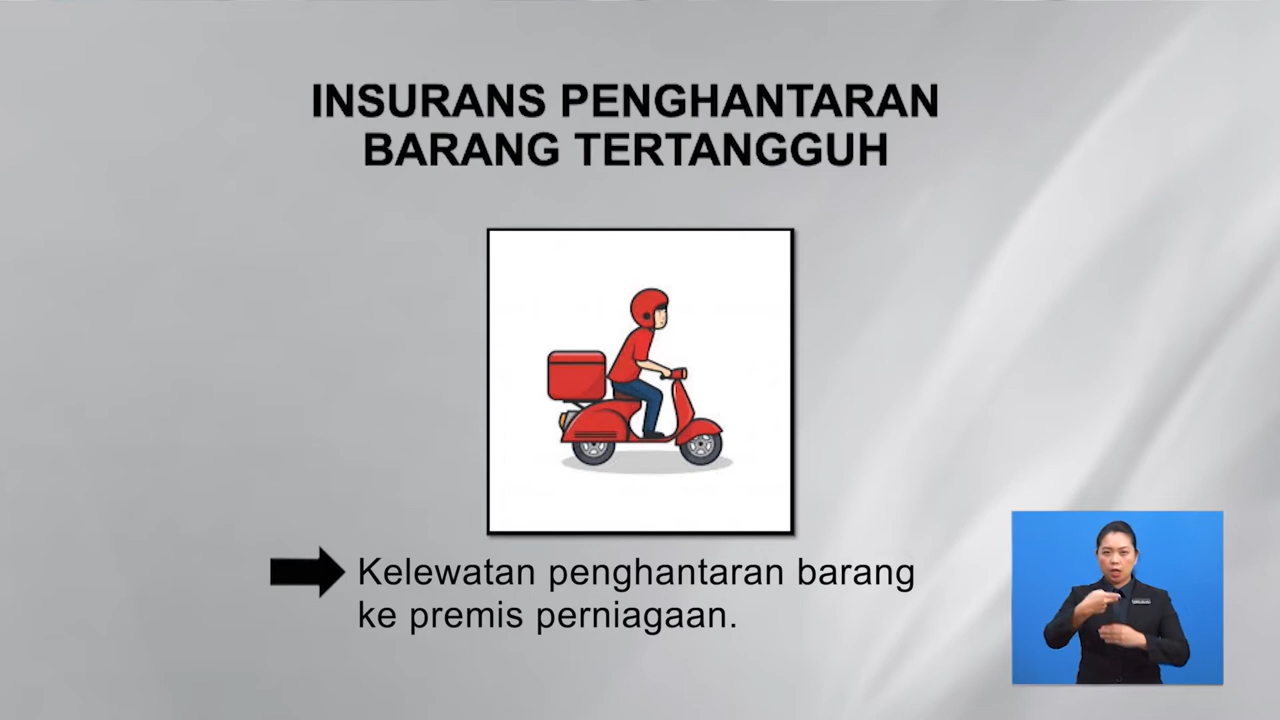 INSURANS PENGHANTARAN
BARANG TERTANGGUH
Kelewatan penghantaran barang
ke premis perniagaan.